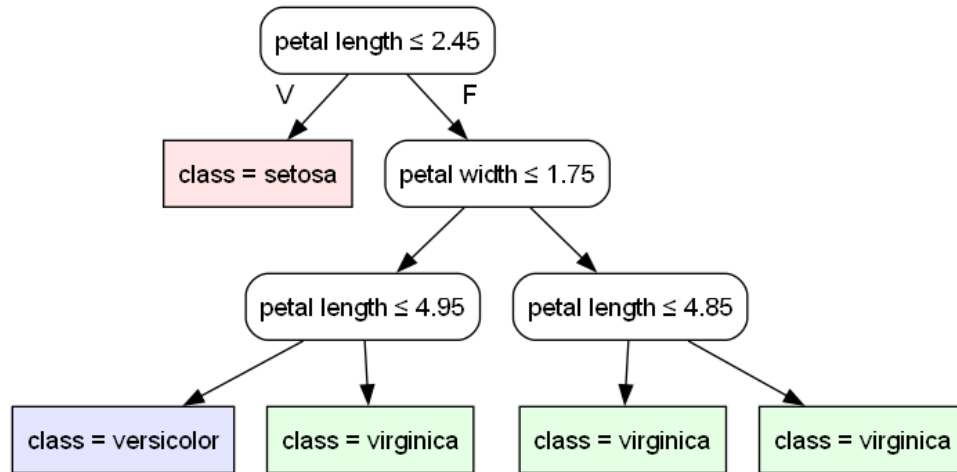 petal length ≤ 2.45
V
F
class = setosa
petal width ≤ 1.75
petal length ≤ 4.95
petal length ≤ 4.85
class = versicolor
class = virginica
class = virginica
class = virginica